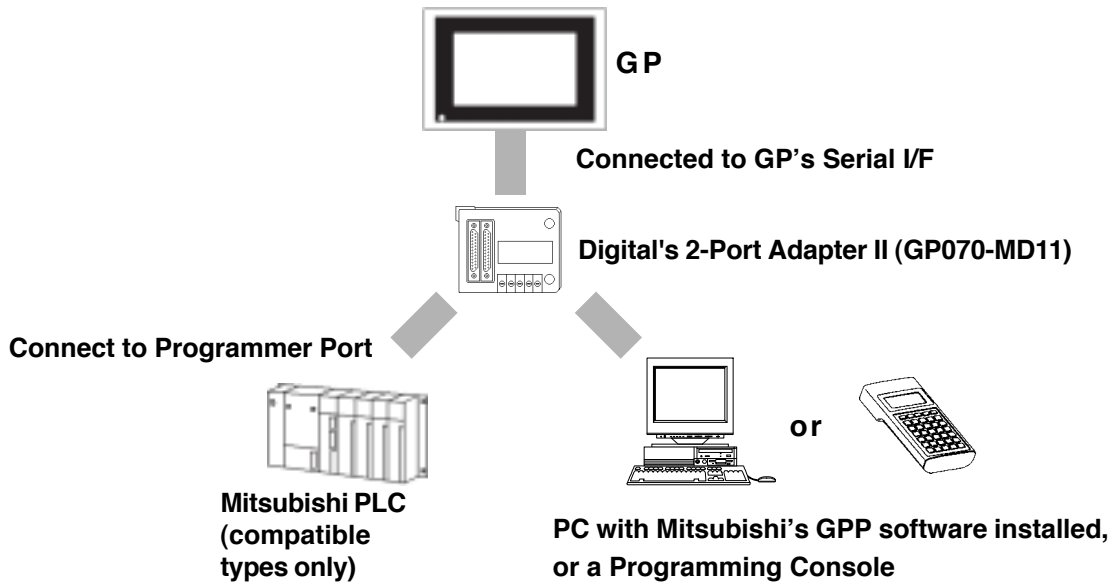 GP
Connected to GP's Serial I/F
Digital's 2-Port Adapter II (GP070-MD11)
Connect to Programmer Port
or
Mitsubishi PLC
(compatible
types only)
PC with Mitsubishi's GPP software installed,
or a Programming Console